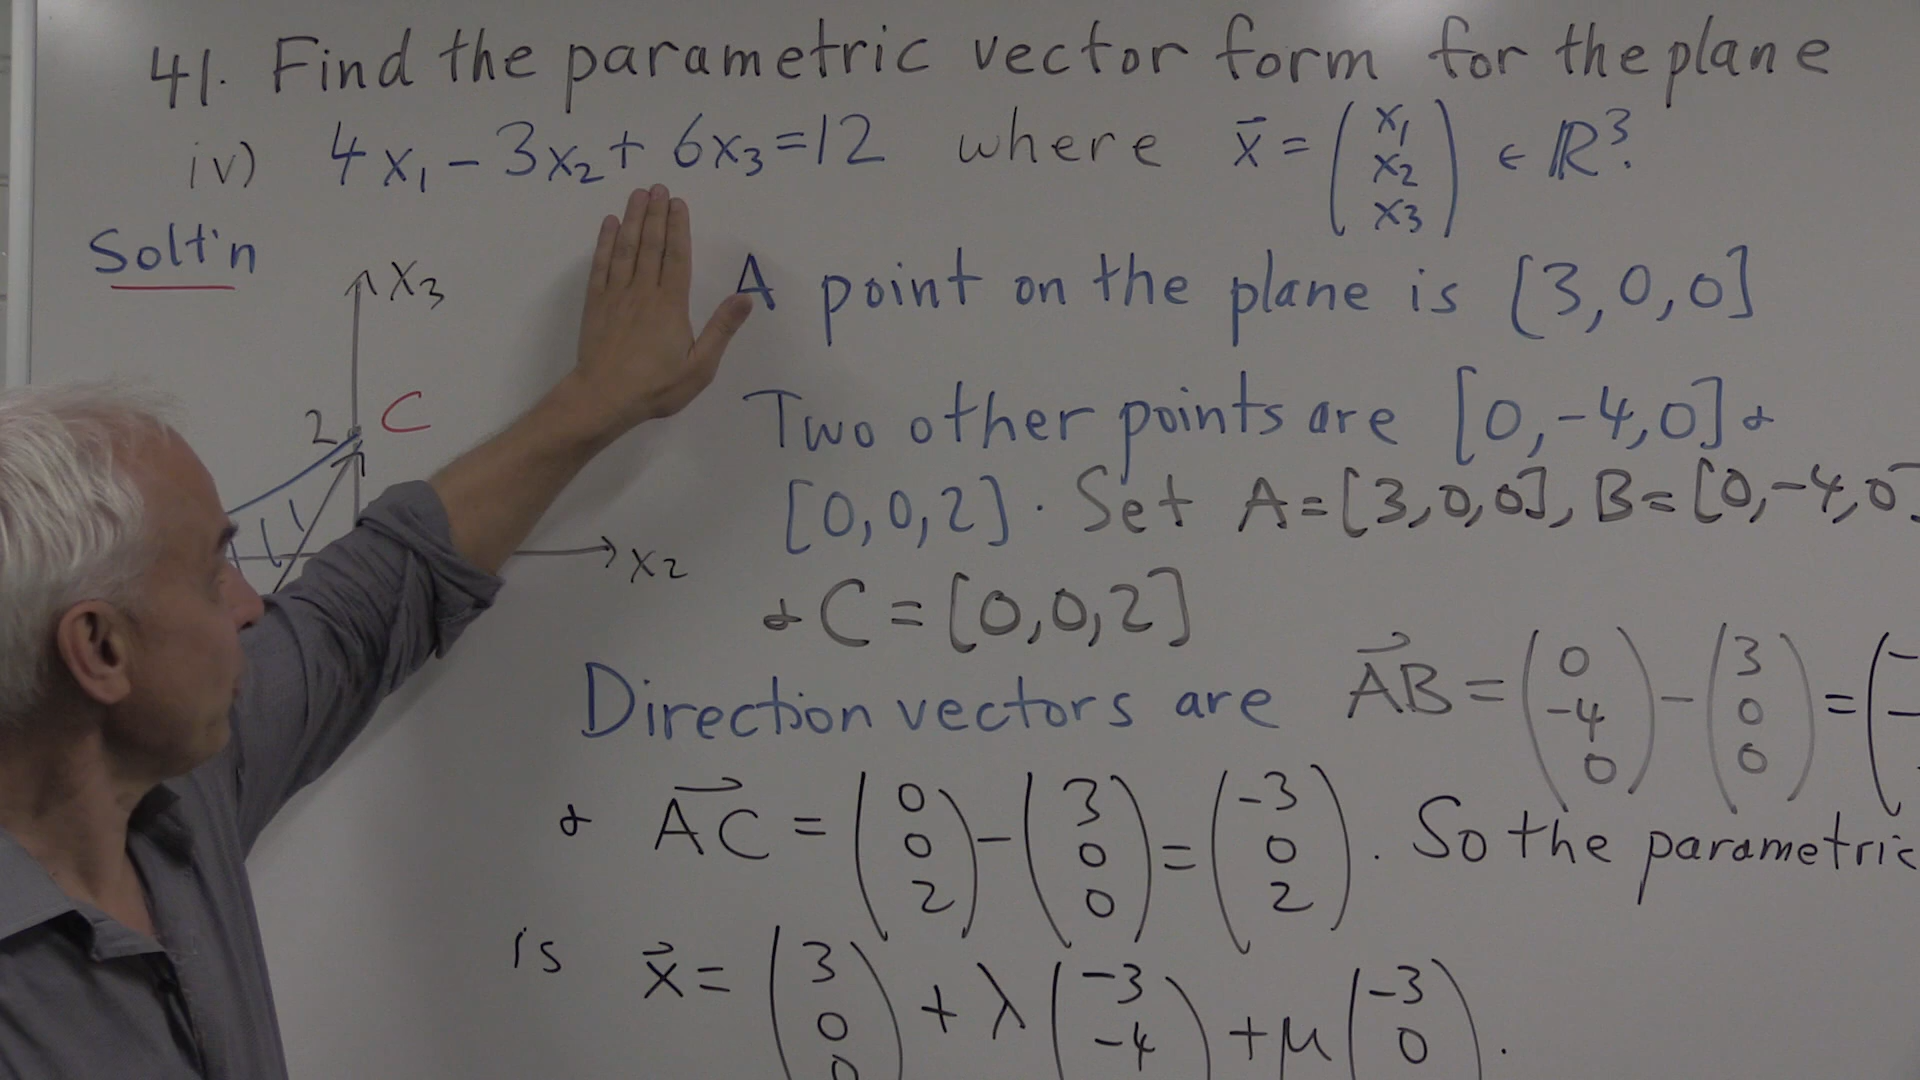 41. Find the parametric vector form for the plane
iv) 4x₁ - 3x₂ + 6x₃ = 12 where x̄ = (x₁ x₂ x₃) ∈ ℝ³.
Solt'n
x₃
A point on the plane is [3,0,0]
2 C
Two other points are [0,-4,0] &
[0,0,2]. Set A=[3,0,0], B=[0,-4,0]
x₂
& C = [0,0,2]
Direction vectors are AB⃗ = (0 -4 0) - (3 0 0) = (- -
& AC⃗ = (0 0 2) - (3 0 0) = (-3 0 2). So the parametric
is x⃗ = (3 0 0) + λ(-3 -4) + μ(-3 0).